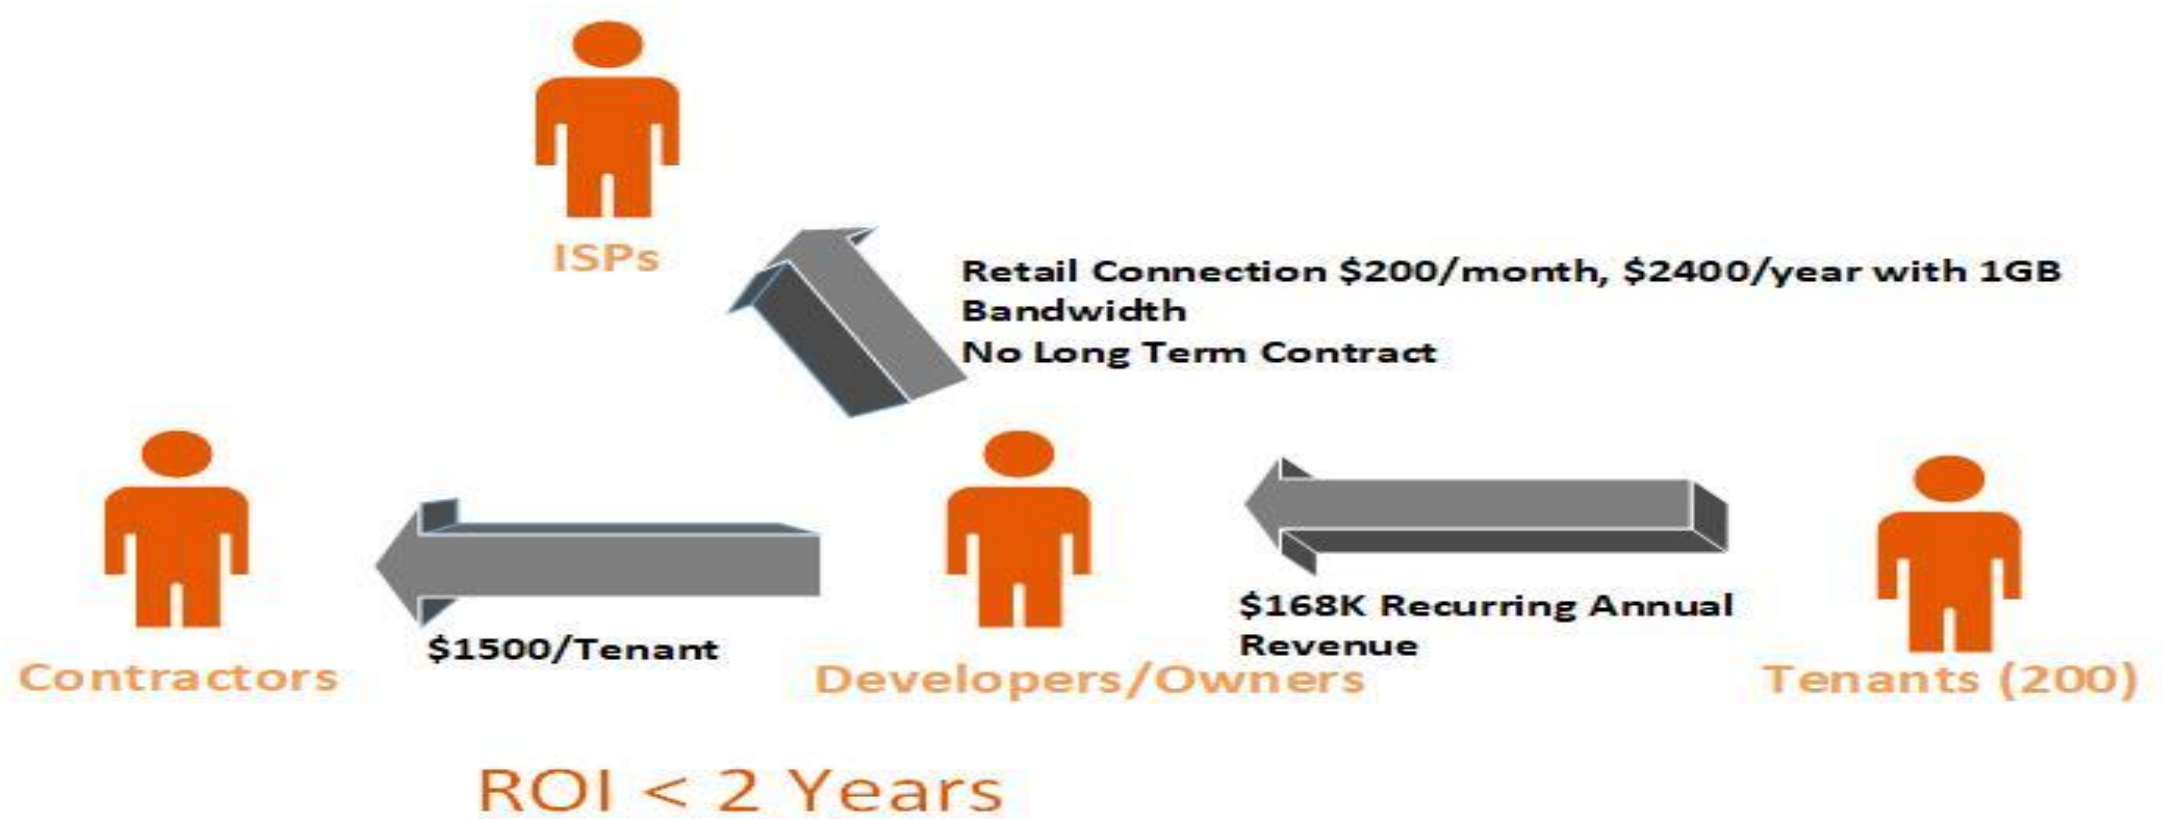 ISPs
Retail Connection $200/month, $2400/year with 1GB
Bandwidth
No Long Term Contract
$1500/Tenant
$168K Recurring Annual
Revenue
Contractors
Developers/Owners
Tenants (200)
ROI < 2 Years